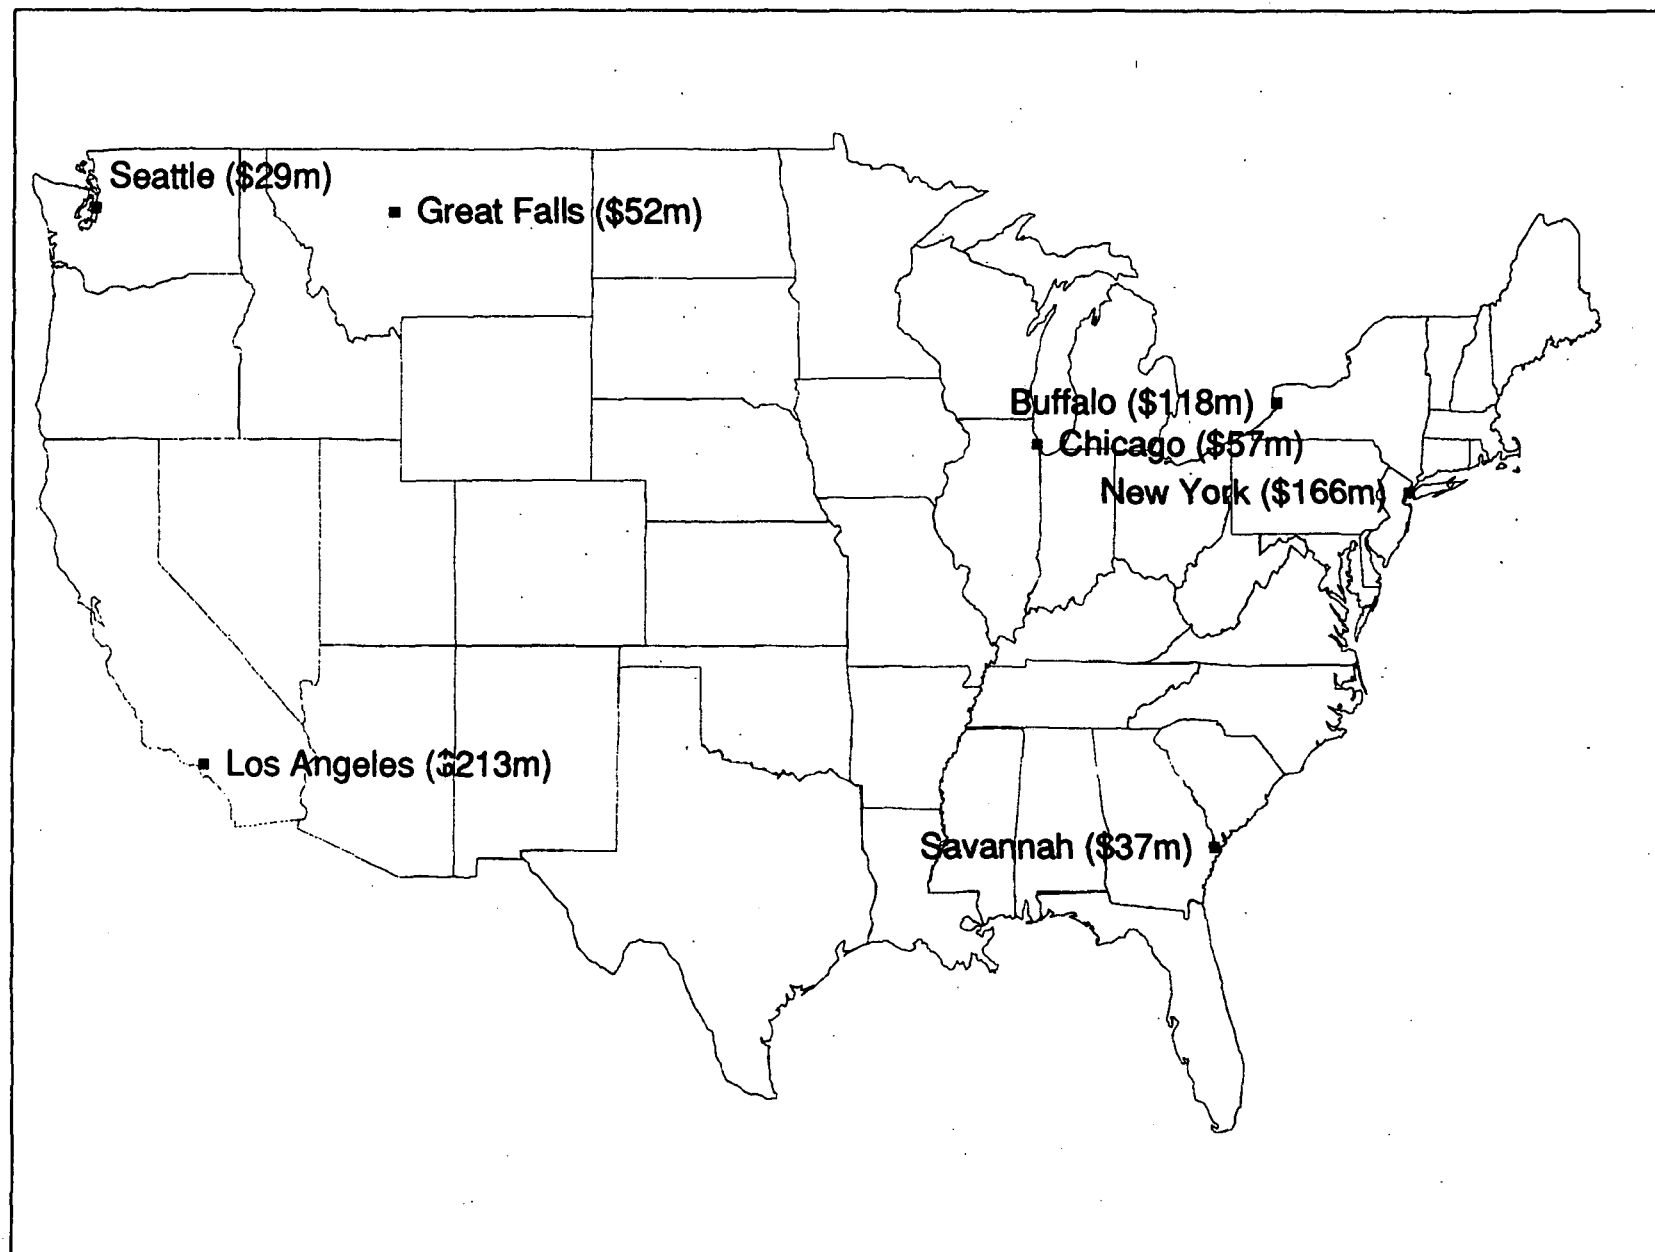 Seattle ($29m)
Great Falls ($52m)
Buffalo ($118m)
Chicago ($57m)
New York ($166m)
Los Angeles ($213m)
Savannah ($37m)